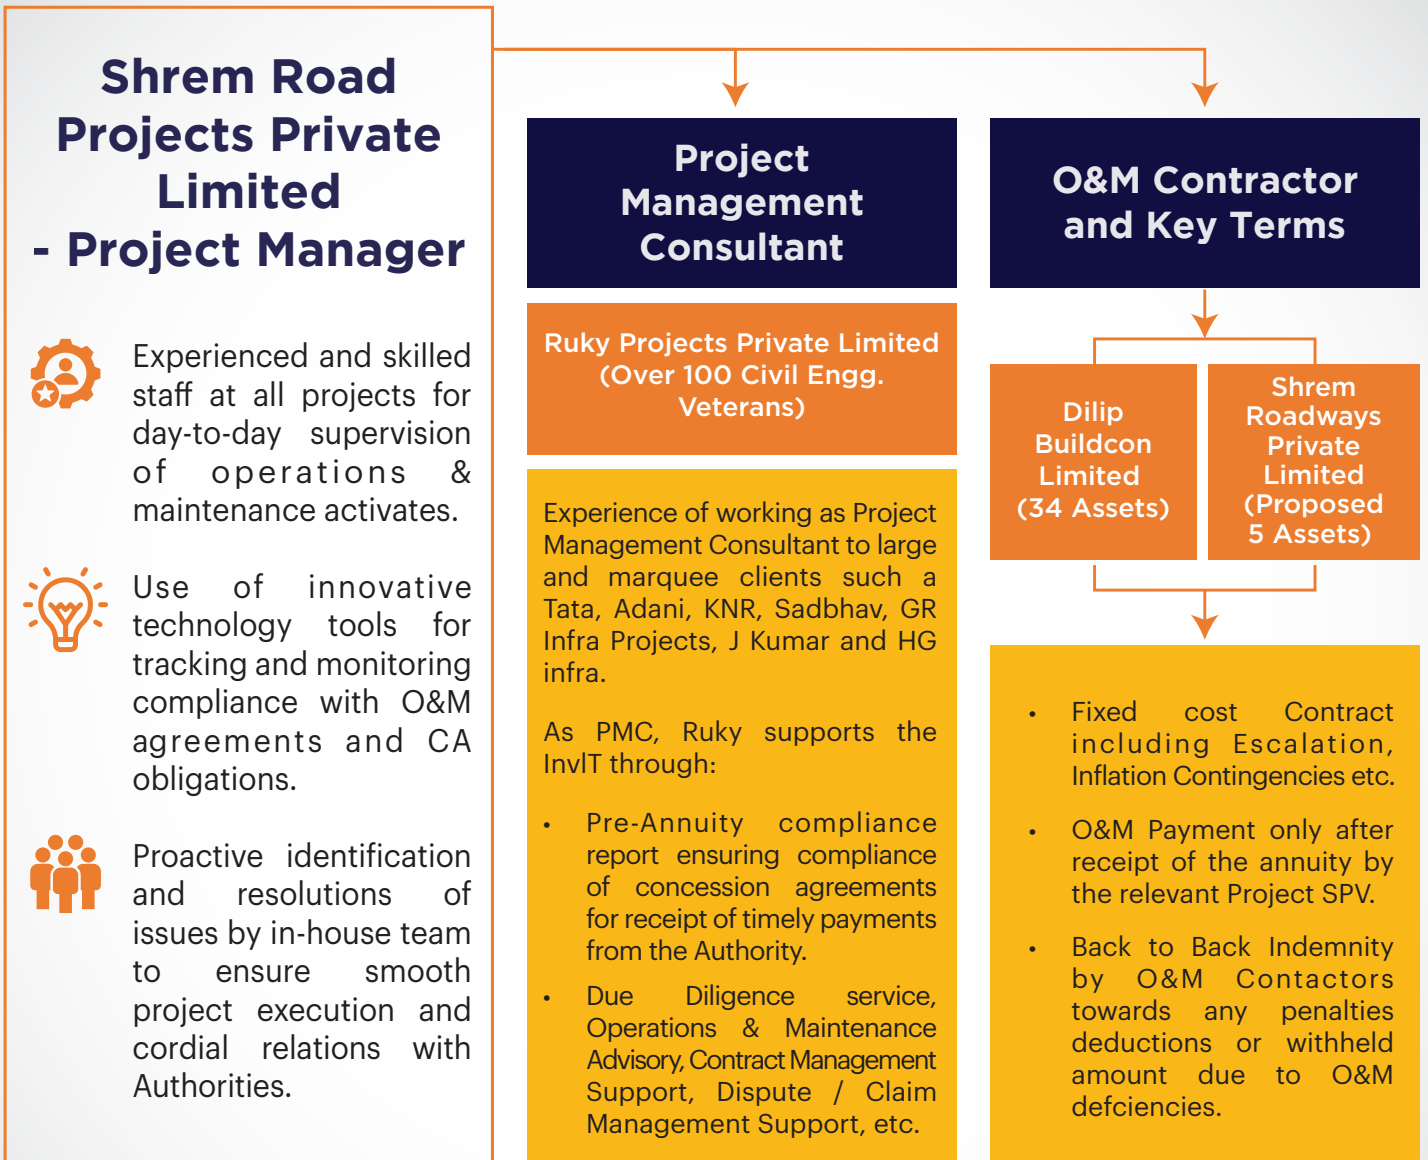 Shrem Road
Projects Private
Limited
- Project Manager
Experienced and skilled
staff at all projects for
day-to-day supervision
of operations &
maintenance activates.
Use of innovative
technology tools for
tracking and monitoring
compliance with O&M
agreements and CA
obligations.
Proactive identification
and resolutions of
issues by in-house team
to ensure smooth
project execution and
cordial relations with
Authorities.
Project
Management
Consultant
Ruky Projects Private Limited
(Over 100 Civil Engg.
Veterans)
Experience of working as Project
Management Consultant to large
and marquee clients such a
Tata, Adani, KNR, Sadbhav, GR
Infra Projects, J Kumar and HG
infra.
As PMC, Ruky supports the
InvIT through:
• Pre-Annuity compliance
report ensuring compliance
of concession agreements
for receipt of timely payments
from the Authority.
• Due Diligence service,
Operations & Maintenance
Advisory, Contract Management
Support, Dispute / Claim
Management Support, etc.
O&M Contractor
and Key Terms
Dilip
Buildcon
Limited
(34 Assets)
Shrem
Roadways
Private
Limited
(Proposed
5 Assets)
• Fixed cost Contract
including Escalation,
Inflation Contingencies etc.
• O&M Payment only after
receipt of the annuity by
the relevant Project SPV.
• Back to Back Indemnity
by O&M Contactors
towards any penalties
deductions or withheld
amount due to O&M
defciencies.